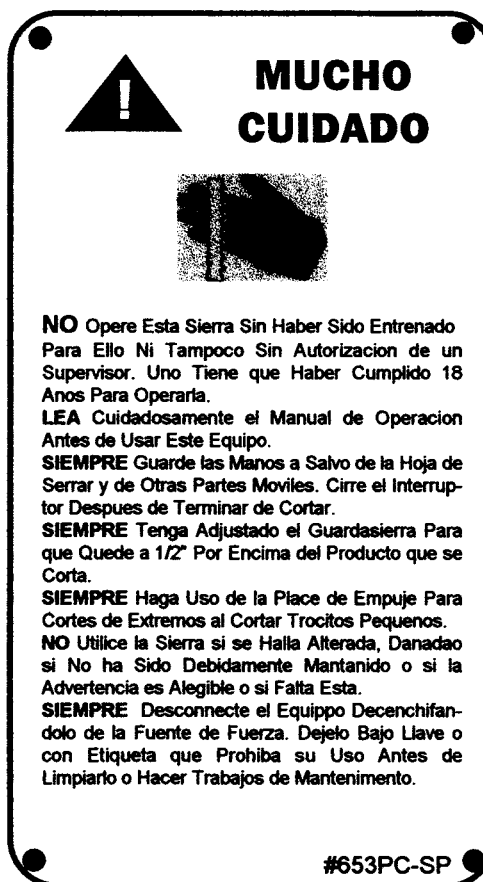 MUCHO
CUIDADO
NO Opere Esta Sierra Sin Haber Sido Entrenado
Para Ello Ni Tampoco Sin Autorizacion de un
Supervisor. Uno Tiene que Haber Cumplido 18
Anos Para Operarla.
LEA Cuidadosamente el Manual de Operacion
Antes de Usar Este Equipo.
SIEMPRE Guarde las Manos a Salvo de la Hoja de
Serrar y de Otras Partes Moviles. Cirre el Interrup-
tor Despues de Terminar de Cortar.
SIEMPRE Tenga Adjustado el Guardasierra Para
que Quede a 1/2" Por Encima del Producto que se
Corta.
SIEMPRE Haga Uso de la Place de Empuje Para
Cortes de Extremos al Cortar Trocitos Pequenos.
NO Utilice la Sierra si se Halla Alterada, Danadao
si No ha Sido Debidamente Mantanido o si la
Advertencia es Alegible o si Falta Esta.
SIEMPRE Desconnecte el Equippo Decenchifan-
dolo de la Fuente de Fuerza. Dejelo Bajo Llave o
con Etiqueta que Prohiba su Uso Antes de
Limpiarlo o Hacer Trabajos de Mantenimento.
#653PC-SP